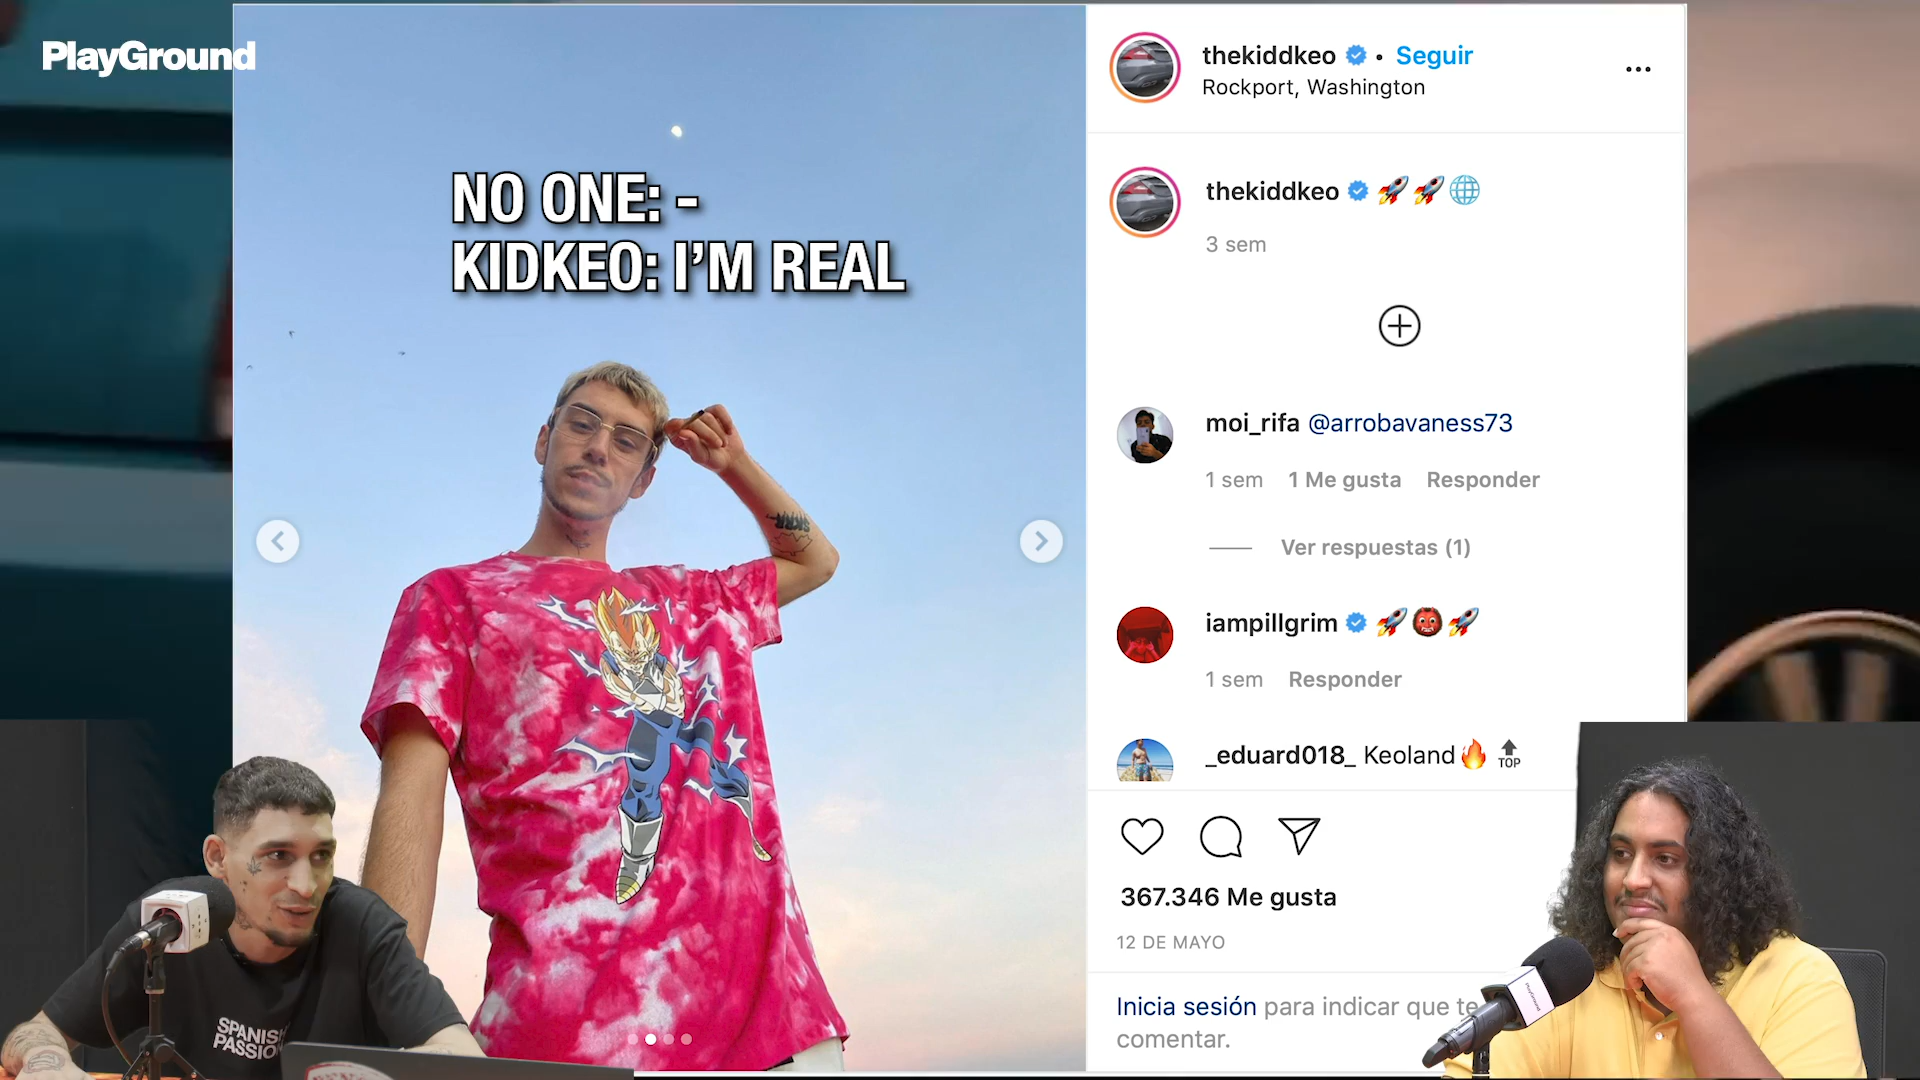 PlayGround
NO ONE: -
KIDKEO: I'M REAL
thekiddkeo • Seguir
Rockport, Washington
thekiddkeo 🚀🚀🌐
3 sem
moi_rifa @arrobavaness73
1 sem 1 Me gusta Responder
Ver respuestas (1)
iampillgrim 🚀👹🚀
1 sem Responder
_eduard018_ Keoland🔥🔝
367.346 Me gusta
12 DE MAYO
Inicia sesión para indicar que te
comentar.
SPANISH
PASSION
PlayGround